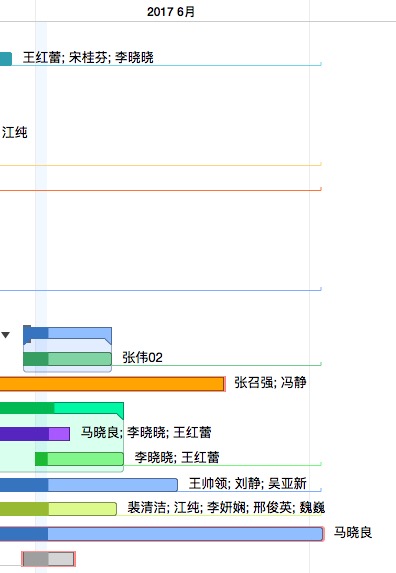 2017 6月
王红蕾; 宋桂芬; 李晓晓
江纯
张伟02
张召强; 冯静
马晓良; 李晓晓; 王红蕾
李晓晓; 王红蕾
王帅领; 刘静; 吴亚新
裴清洁; 江纯; 李妍娴; 邢俊英; 魏巍
马晓良